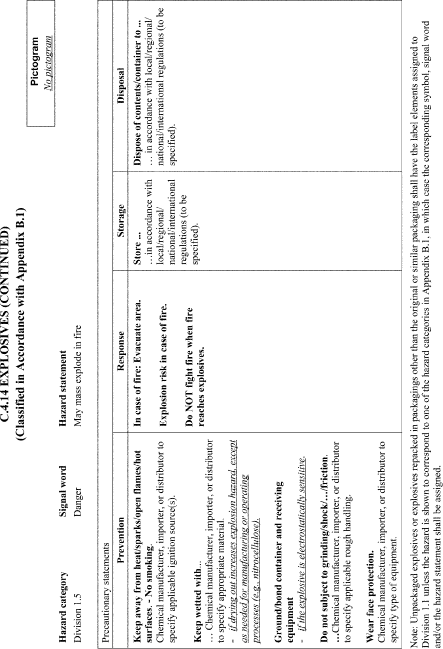 C.4.14 EXPLOSIVES (CONTINUED)
(Classified in Accordance with Appendix B.1)
Pictogram
No pictogram
Hazard category
Signal word
Hazard statement
Division 1.5
Danger
May mass explode in fire
Precautionary statements
Prevention
Response
Storage
Disposal
Keep away from heat/sparks/open flames/hot
surfaces. - No smoking.
Chemical manufacturer, importer, or distributor to
specify applicable ignition source(s).
Keep wetted with...
… Chemical manufacturer, importer, or distributor
to specify appropriate material.
- if drying out increases explosion hazard, except
as needed for manufacturing or operating
processes (e.g., nitrocellulose).
Ground/bond container and receiving
equipment
- if the explosive is electrostatically sensitive.
Do not subject to grinding/shock/…/friction.
…Chemical manufacturer, importer, or distributor
to specify applicable rough handling.
Wear face protection.
Chemical manufacturer, importer, or distributor to
specify type of equipment.
In case of fire: Evacuate area.
Explosion risk in case of fire.
Do NOT fight fire when fire
reaches explosives.
Store ...
…in accordance with
local/regional/
national/international
regulations (to be
specified).
Dispose of contents/container to ...
… in accordance with local/regional/
national/international regulations (to be
specified).
Note: Unpackaged explosives or explosives repacked in packagings other than the original or similar packaging shall have the label elements assigned to
Division 1.1 unless the hazard is shown to correspond to one of the hazard categories in Appendix B.1, in which case the corresponding symbol, signal word
and/or the hazard statement shall be assigned.